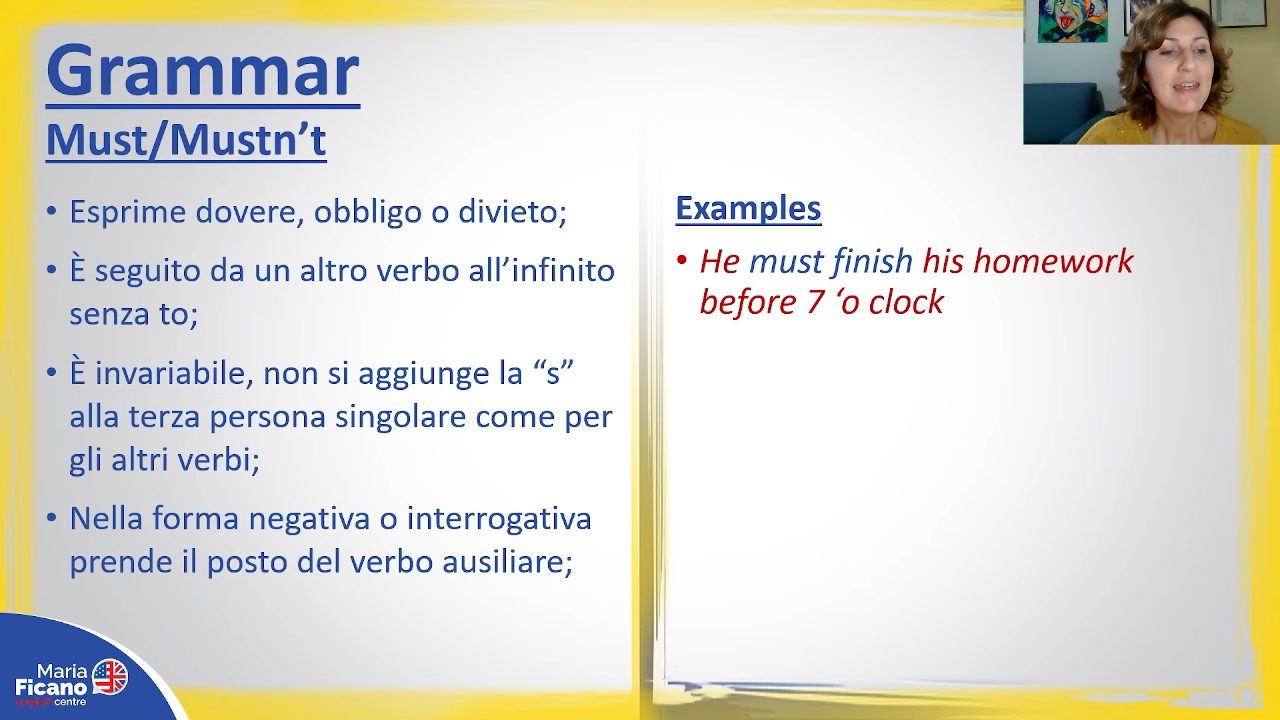 Grammar
Must/Mustn’t
• Esprime dovere, obbligo o divieto;
• È seguito da un altro verbo all’infinito
senza to;
• È invariabile, non si aggiunge la “s”
alla terza persona singolare come per
gli altri verbi;
• Nella forma negativa o interrogativa
prende il posto del verbo ausiliare;
Examples
• He must finish his homework
before 7 ‘o clock
Maria
Ficano
english centre